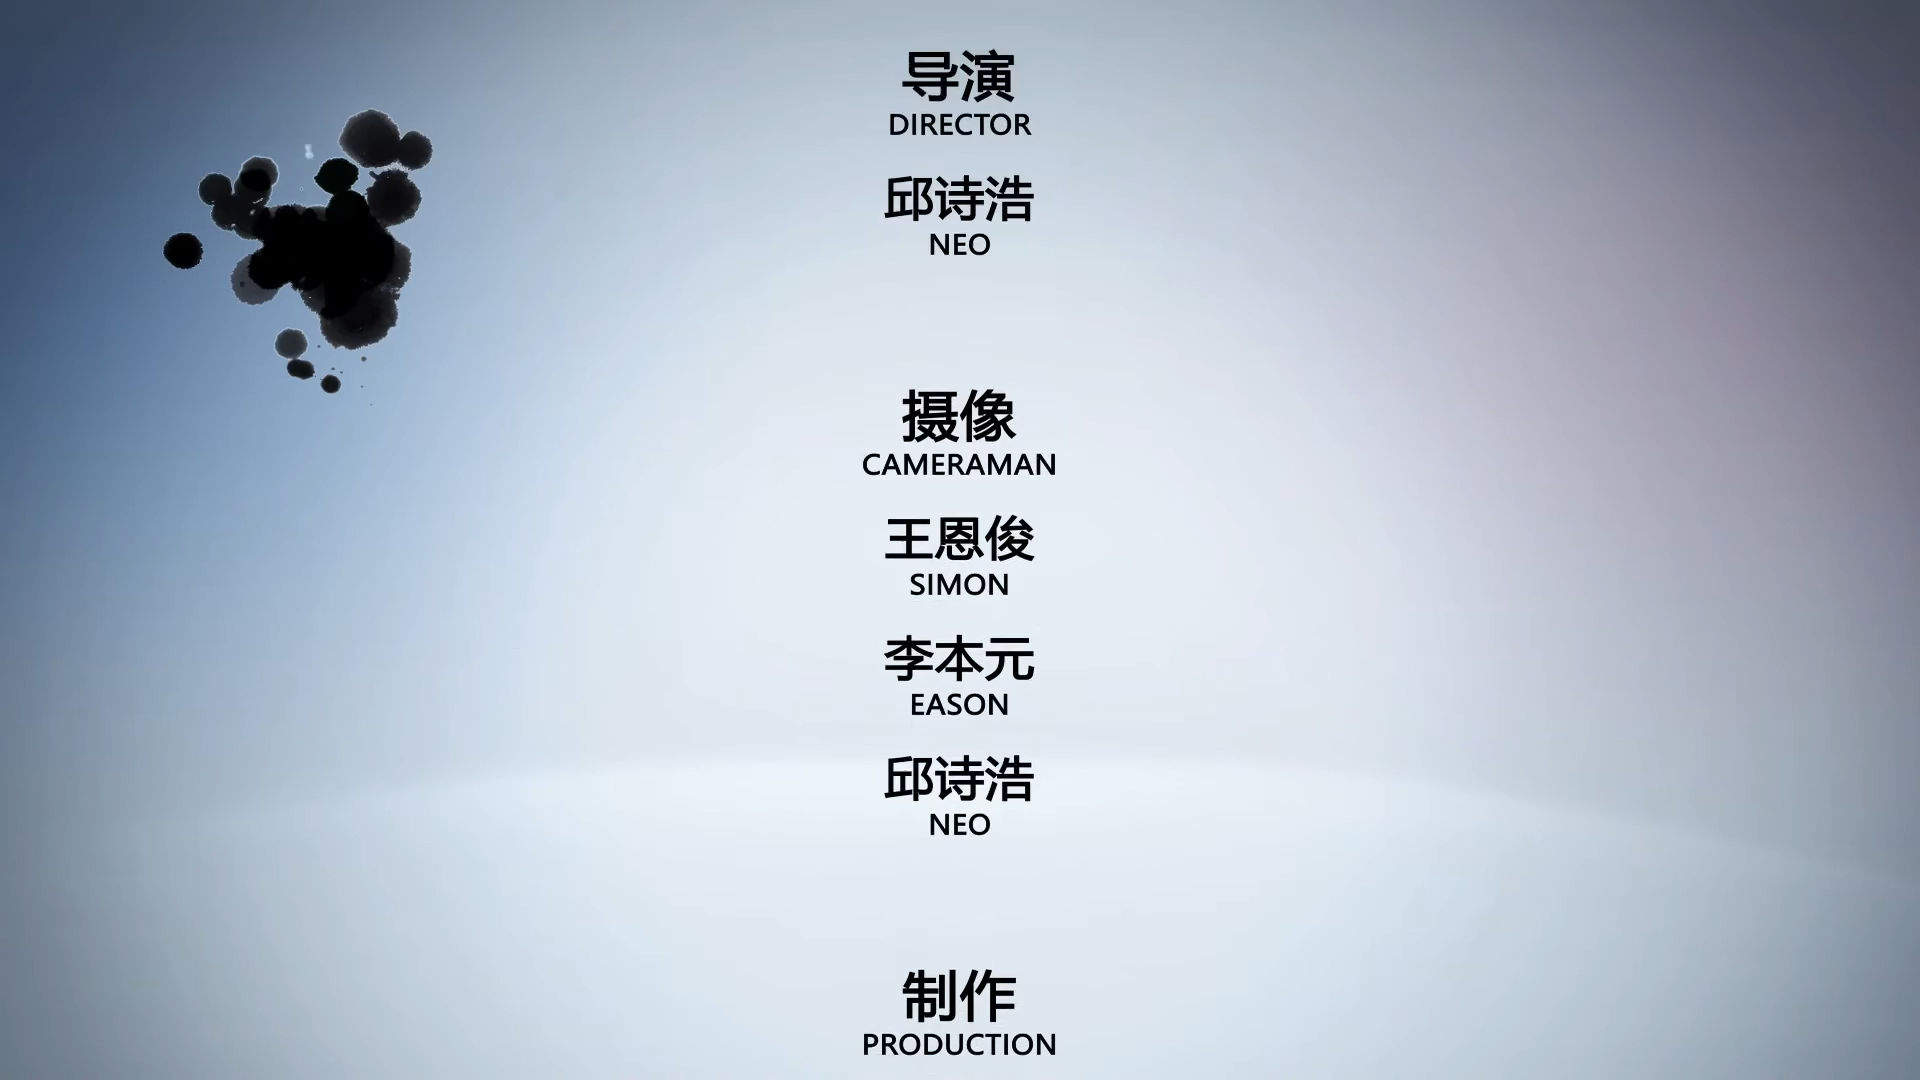 导演
DIRECTOR
邱诗浩
NEO
摄像
CAMERAMAN
王恩俊
SIMON
李本元
EASON
邱诗浩
NEO
制作
PRODUCTION